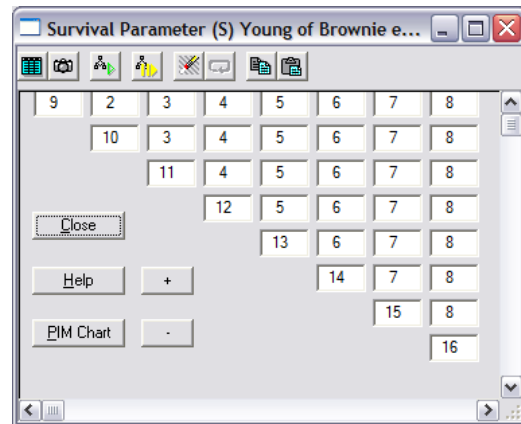 Survival Parameter (S) Young of Brownie e...
9 2 3 4 5 6 7 8
10 3 4 5 6 7 8
11 4 5 6 7 8
12 5 6 7 8
Close
13 6 7 8
Help + 14 7 8
15 8
PIM Chart -
16